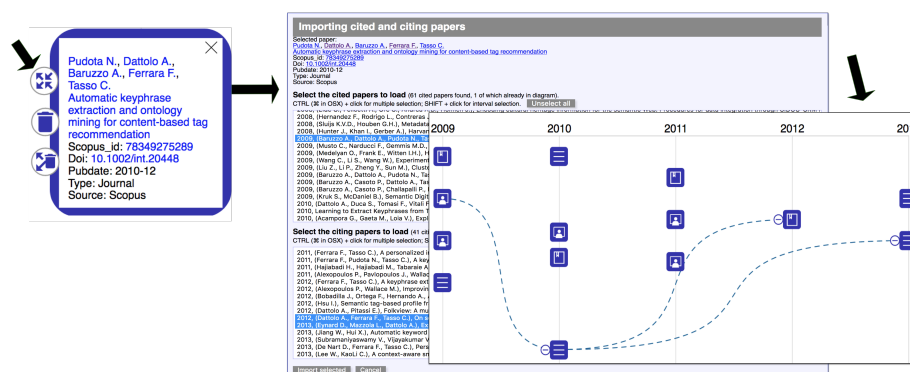 Pudota N., Dattolo A.,
Baruzzo A., Ferrara F.,
Tasso C.
Automatic keyphrase
extraction and ontology
mining for content-based tag
recommendation
Scopus_id: 78349275289
Doi: 10.1002/int.20448
Pubdate: 2010-12
Type: Journal
Source: Scopus
Importing cited and citing papers
Selected paper:
Pudota N., Dattolo A., Baruzzo A., Ferrara F., Tasso C.
Automatic keyphrase extraction and ontology mining for content-based tag recommendation
Scopus_id: 78349275289
Doi: 10.1002/int.20448
Pubdate: 2010-12
Type: Journal
Source: Scopus
Select the cited papers to load (61 cited papers found, 1 of which already in diagram).
CTRL (⌘ in OSX) + click for multiple selection; SHIFT + click for interval selection. Unselect all
2008, (Hernandez F., Rodrigo L., Contreras
2008, (Sluijs K.V.D., Houben G.H.), Metadata
2008, (Hunter J., Khan I., Gerber A.), Harvan
2009, (Baruzzo A., Dattolo A., Pudota N., Ta
2009, (Musto C., Narducci F., Gemmis M.D.,
2009, (Medelyan O., Frank E., Witten I.H.), H
2009, (Wang C., Li S., Wang W.), Experiment
2009, (Liu Z., Li P., Zheng Y., Sun M.), Cluste
2009, (Baruzzo A., Dattolo A., Pudota N., Tas
2009, (Baruzzo A., Casoto P., Dattolo A., Tas
2009, (Baruzzo A., Casoto P., Challapalli P.,
2009, (Kruk S., McDaniel B.), Semantic Digit
2010, (Dattolo A., Duca S., Tomasi F., Vitali F
2010, Learning to Extract Keyphrases from T
2010, (Acampora G., Gaeta M., Loia V.), Expl
Select the citing papers to load (41 citi
CTRL (⌘ in OSX) + click for multiple selection; S
2011, (Ferrara F., Tasso C.), A personalized i
2011, (Ferrara F., Pudota N., Tasso C.), A key
2011, (Hajiabadi H., Hajiabadi M., Tabaraie A
2011, (Alexopoulos P., Pavlopoulos J., Wallac
2012, (Ferrara F., Tasso C.), A keyphrase ext
2012, (Alexopoulos P., Wallace M.), Improvin
2012, (Bobadilla J., Ortega F., Hernando A.,
2012, (Hsu I.), Semantic tag-based profile fr
2012, (Dattolo A., Pitassi E.), Folkview: A mu
2012, (Dattolo A., Ferrara F., Tasso C.), On s
2013, (Eynard D., Mazzola L., Dattolo A.), Ex
2013, (Jiang W., Hui X.), Automatic keyword
2013, (Subramaniyaswamy V., Vijayakumar V
2013, (De Nart D., Ferrara F., Tasso C.), Pers
2013, (Lee W., KaoLi C.), A context-aware sn
Import selected Cancel
2009 2010 2011 2012 20